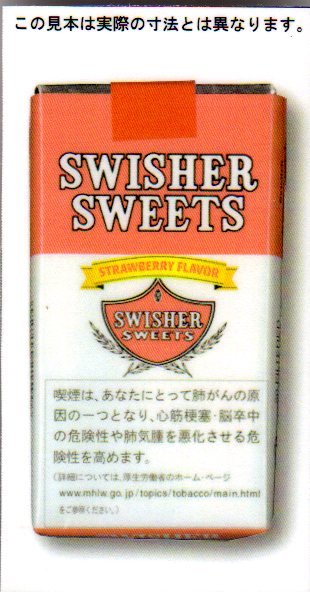 この見本は実際の寸法とは異なります。
SWISHER
SWEETS
STRAWBERRY FLAVOR
SWISHER
SWEETS
喫煙は、あなたにとって肺がんの原
因の一つとなり、心筋梗塞・脳卒中
の危険性や肺気腫を悪化させる危
険性を高めます。
(詳細については、厚生労働省のホーム・ページ
www.mhlw.go.jp/topics/tobacco/main.html
をご参照ください。)